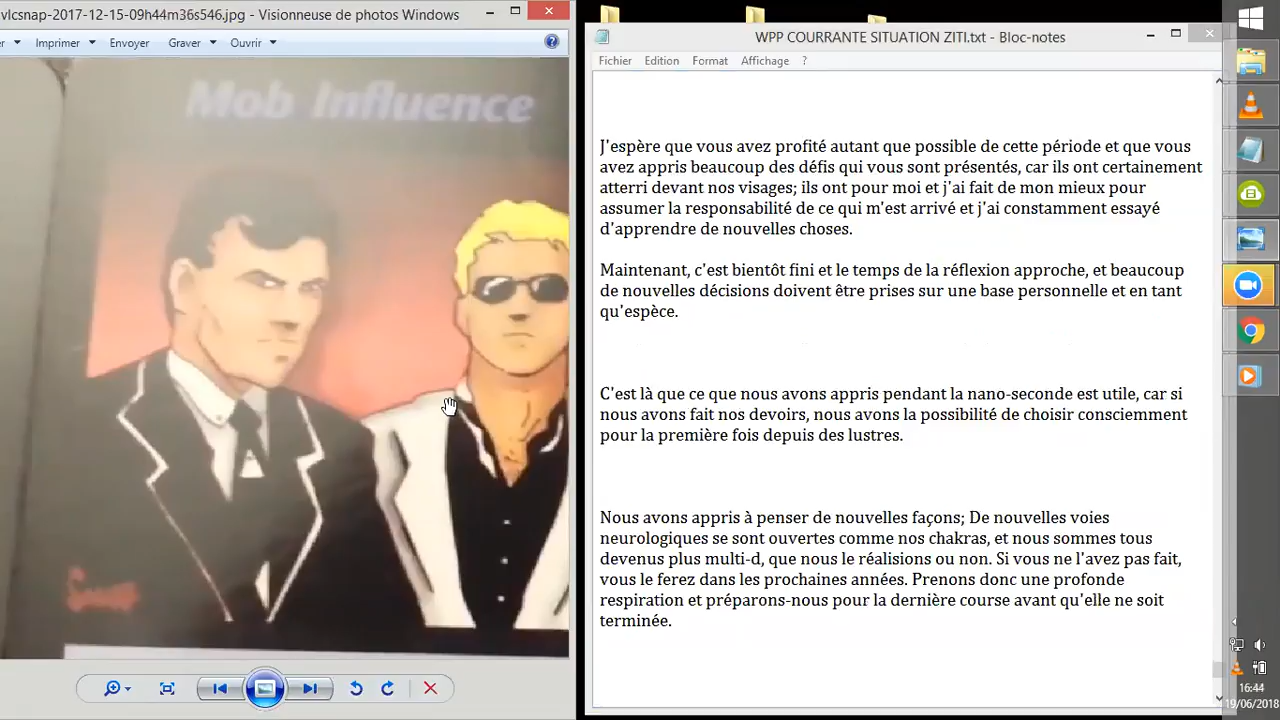 vlcsnap-2017-12-15-09h44m36s546.jpg - Visionneuse de photos Windows
Imprimer Envoyer Graver Ouvrir
Mob Influence
WPP COURRANTE SITUATION ZITI.txt - Bloc-notes
Fichier Edition Format Affichage ?
J'espère que vous avez profité autant que possible de cette période et que vous
avez appris beaucoup des défis qui vous sont présentés, car ils ont certainement
atterri devant nos visages; ils ont pour moi et j'ai fait de mon mieux pour
assumer la responsabilité de ce qui m'est arrivé et j'ai constamment essayé
d'apprendre de nouvelles choses.
Maintenant, c'est bientôt fini et le temps de la réflexion approche, et beaucoup
de nouvelles décisions doivent être prises sur une base personnelle et en tant
qu'espèce.
C'est là que ce que nous avons appris pendant la nano-seconde est utile, car si
nous avons fait nos devoirs, nous avons la possibilité de choisir consciemment
pour la première fois depuis des lustres.
Nous avons appris à penser de nouvelles façons; De nouvelles voies
neurologiques se sont ouvertes comme nos chakras, et nous sommes tous
devenus plus multi-d, que nous le réalisions ou non. Si vous ne l'avez pas fait,
vous le ferez dans les prochaines années. Prenons donc une profonde
respiration et préparons-nous pour la dernière course avant qu'elle ne soit
terminée.
16:44
19/06/2018